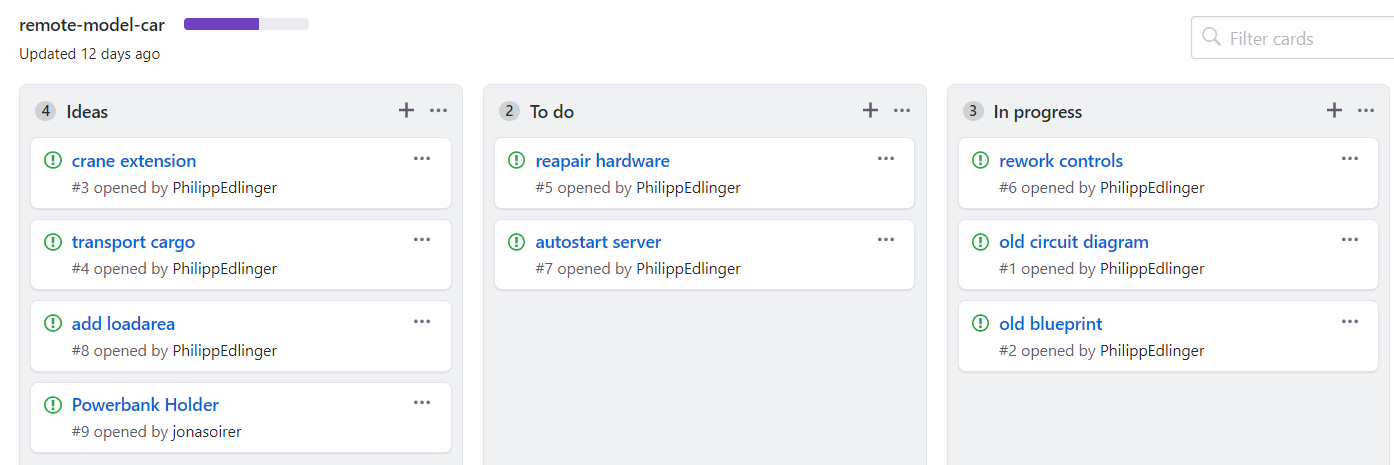 remote-model-car
Updated 12 days ago
Filter cards
4 Ideas
crane extension
#3 opened by PhilippEdlinger
transport cargo
#4 opened by PhilippEdlinger
add loadarea
#8 opened by PhilippEdlinger
Powerbank Holder
#9 opened by jonasoirer
2 To do
reapair hardware
#5 opened by PhilippEdlinger
autostart server
#7 opened by PhilippEdlinger
3 In progress
rework controls
#6 opened by PhilippEdlinger
old circuit diagram
#1 opened by PhilippEdlinger
old blueprint
#2 opened by PhilippEdlinger